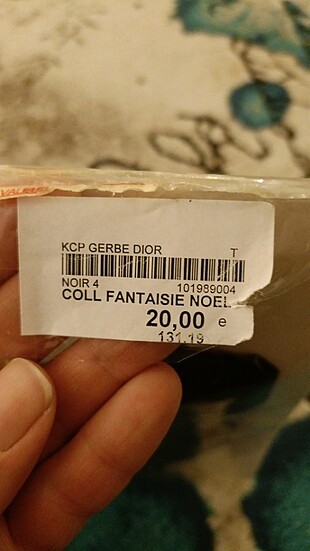 KCP GERBE DIOR T
NOIR 4 101989004
COLL FANTAISIE NOEL
20,00 e
131,19